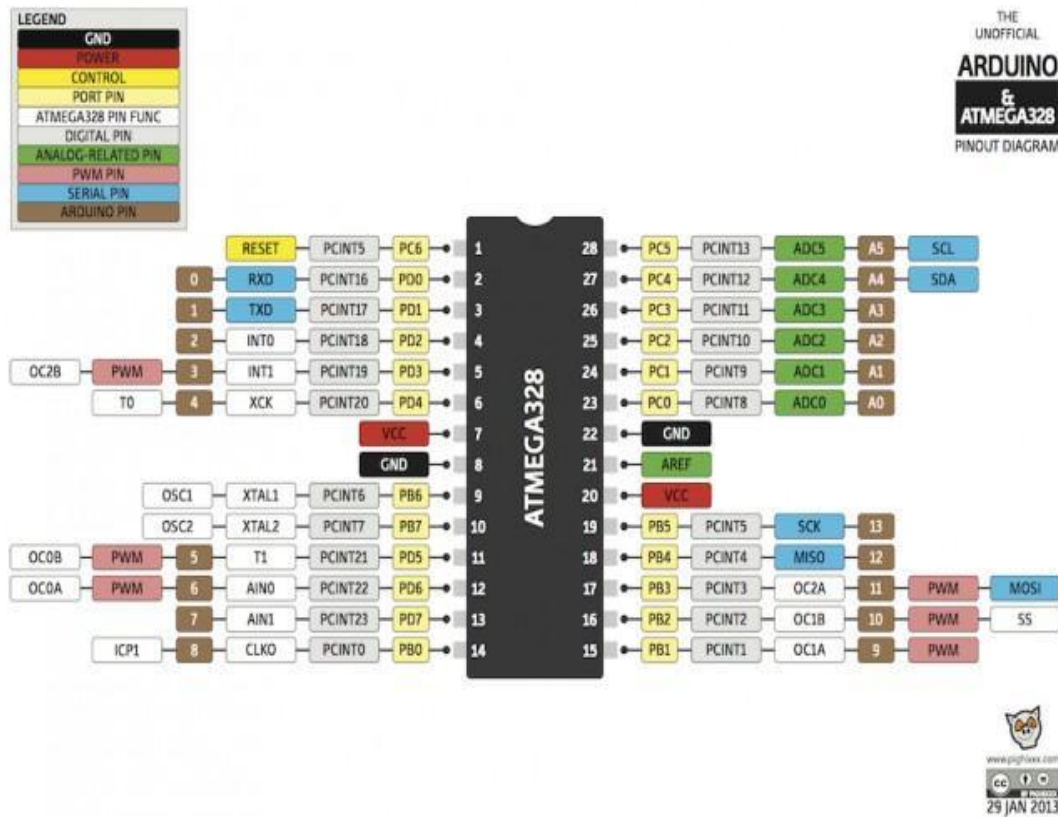 LEGEND
GND
POWER
CONTROL
PORT PIN
ATMEGA328 PIN FUNC
DIGITAL PIN
ANALOG-RELATED PIN
PWM PIN
SERIAL PIN
ARDUINO PIN
THE
UNOFFICIAL
ARDUINO
&
ATMEGA328
PINOUT DIAGRAM
RESET PCINT5 PC6 1
0 RXD PCINT16 PD0 2
1 TXD PCINT17 PD1 3
2 INT0 PCINT18 PD2 4
OC2B PWM 3 INT1 PCINT19 PD3 5
T0 4 XCK PCINT20 PD4 6
VCC 7
GND 8
OSC1 XTAL1 PCINT6 PB6 9
OSC2 XTAL2 PCINT7 PB7 10
OC0B PWM 5 T1 PCINT21 PD5 11
OC0A PWM 6 AIN0 PCINT22 PD6 12
7 AIN1 PCINT23 PD7 13
ICP1 8 CLKO PCINT0 PB0 14
ATMEGA328
28 PC5 PCINT13 ADC5 A5 SCL
27 PC4 PCINT12 ADC4 A4 SDA
26 PC3 PCINT11 ADC3 A3
25 PC2 PCINT10 ADC2 A2
24 PC1 PCINT9 ADC1 A1
23 PC0 PCINT8 ADC0 A0
22 GND
21 AREF
20 VCC
19 PB5 PCINT5 SCK 13
18 PB4 PCINT4 MISO 12
17 PB3 PCINT3 OC2A 11 PWM MOSI
16 PB2 PCINT2 OC1B 10 PWM SS
15 PB1 PCINT1 OC1A 9 PWM
www.pighixxx.com
cc
29 JAN 2013